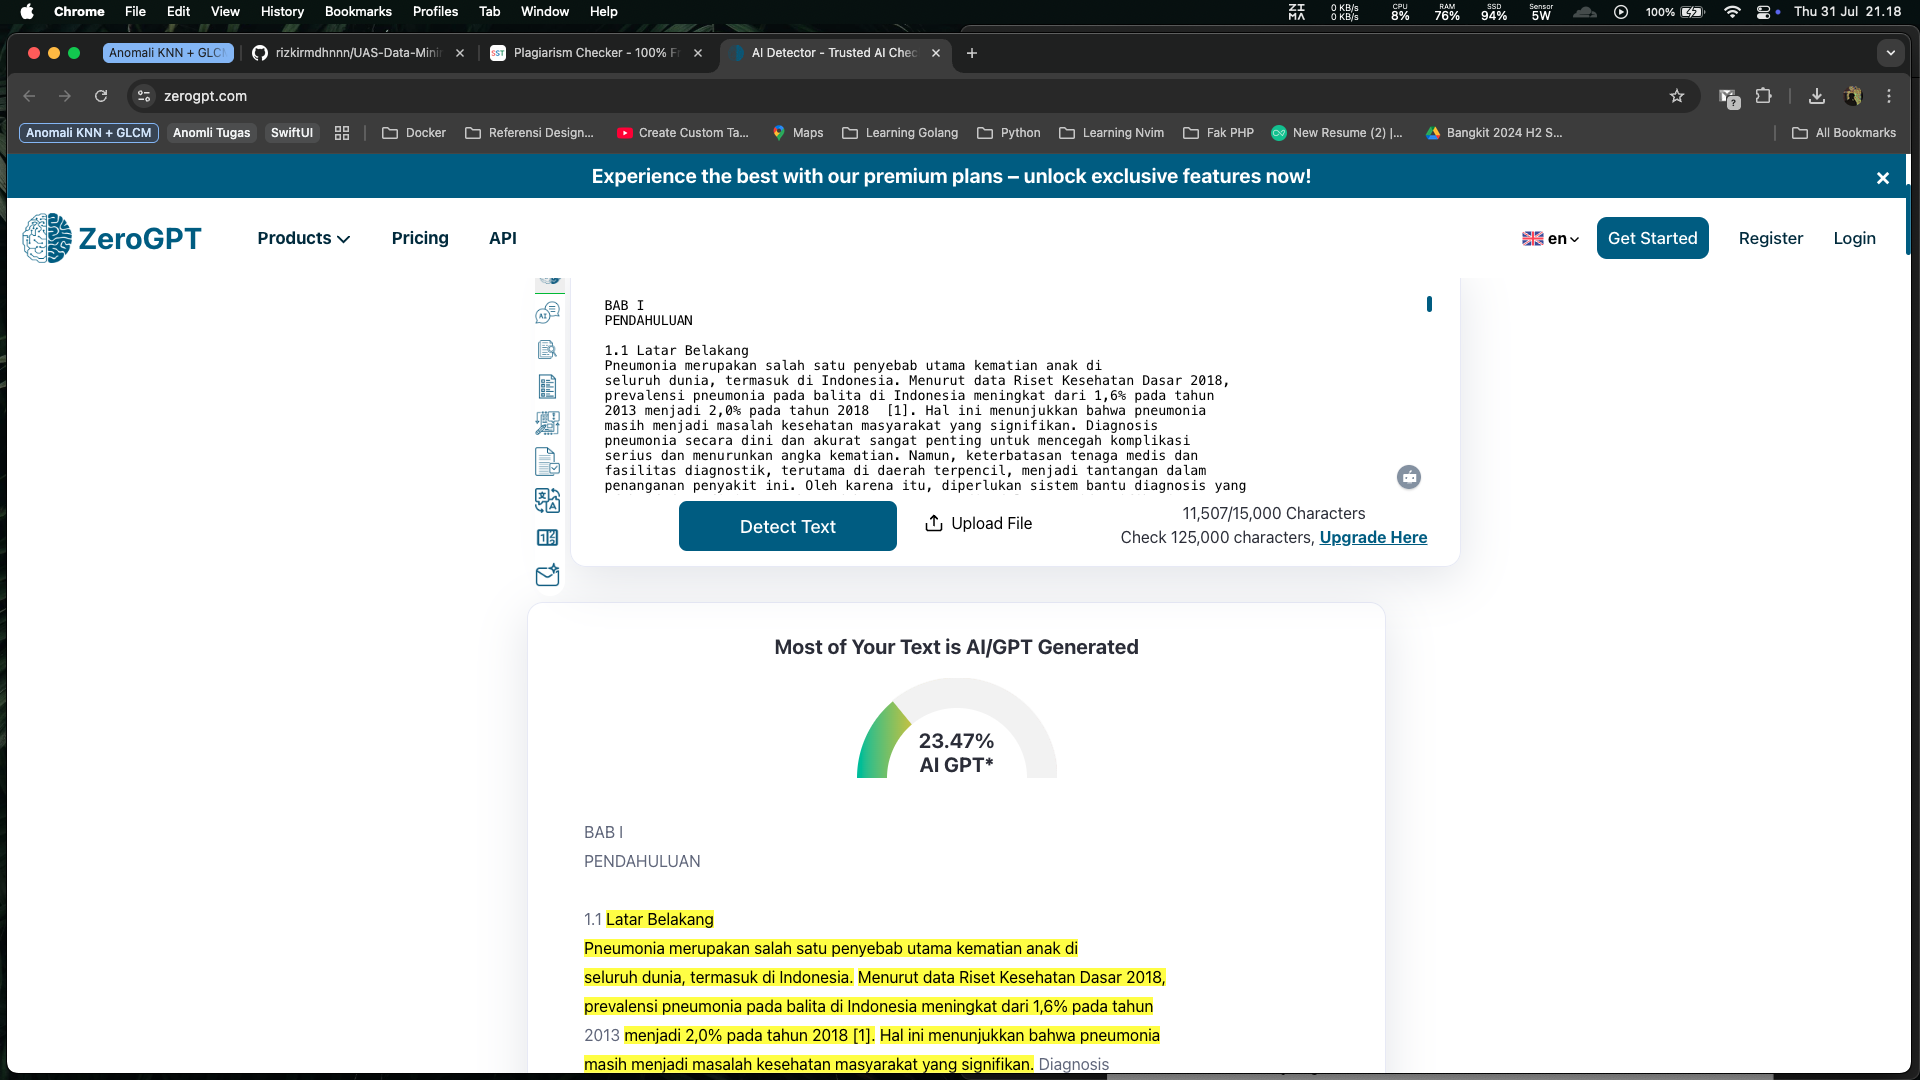 Chrome File Edit View History Bookmarks Profiles Tab Window Help
ZI MA
0 KB/s
0 KB/s
CPU
8%
RAM
76%
SSD
94%
Sensor
5W
100%
Thu 31 Jul 21.18
Anomali KNN + GLC
rizkirmdhnnn/UAS-Data-Mini
SST
Plagiarism Checker - 100% Fr
AI Detector - Trusted AI Chec
zerogpt.com
Anomali KNN + GLCM
Anomli Tugas
SwiftUI
Docker
Referensi Design...
Create Custom Ta...
Maps
Learning Golang
Python
Learning Nvim
Fak PHP
New Resume (2) |...
Bangkit 2024 H2 S...
All Bookmarks
Experience the best with our premium plans – unlock exclusive features now!
ZeroGPT
Products
Pricing
API
en
Get Started
Register
Login
BAB I
PENDAHULUAN
1.1 Latar Belakang
Pneumonia merupakan salah satu penyebab utama kematian anak di
seluruh dunia, termasuk di Indonesia. Menurut data Riset Kesehatan Dasar 2018,
prevalensi pneumonia pada balita di Indonesia meningkat dari 1,6% pada tahun
2013 menjadi 2,0% pada tahun 2018  [1]. Hal ini menunjukkan bahwa pneumonia
masih menjadi masalah kesehatan masyarakat yang signifikan. Diagnosis
pneumonia secara dini dan akurat sangat penting untuk mencegah komplikasi
serius dan menurunkan angka kematian. Namun, keterbatasan tenaga medis dan
fasilitas diagnostik, terutama di daerah terpencil, menjadi tantangan dalam
penanganan penyakit ini. Oleh karena itu, diperlukan sistem bantu diagnosis yang
Detect Text
Upload File
11,507/15,000 Characters
Check 125,000 characters, Upgrade Here
Most of Your Text is AI/GPT Generated
23.47%
AI GPT*
BAB I
PENDAHULUAN
1.1 Latar Belakang
Pneumonia merupakan salah satu penyebab utama kematian anak di
seluruh dunia, termasuk di Indonesia. Menurut data Riset Kesehatan Dasar 2018,
prevalensi pneumonia pada balita di Indonesia meningkat dari 1,6% pada tahun
2013 menjadi 2,0% pada tahun 2018 [1]. Hal ini menunjukkan bahwa pneumonia
masih menjadi masalah kesehatan masyarakat yang signifikan. Diagnosis